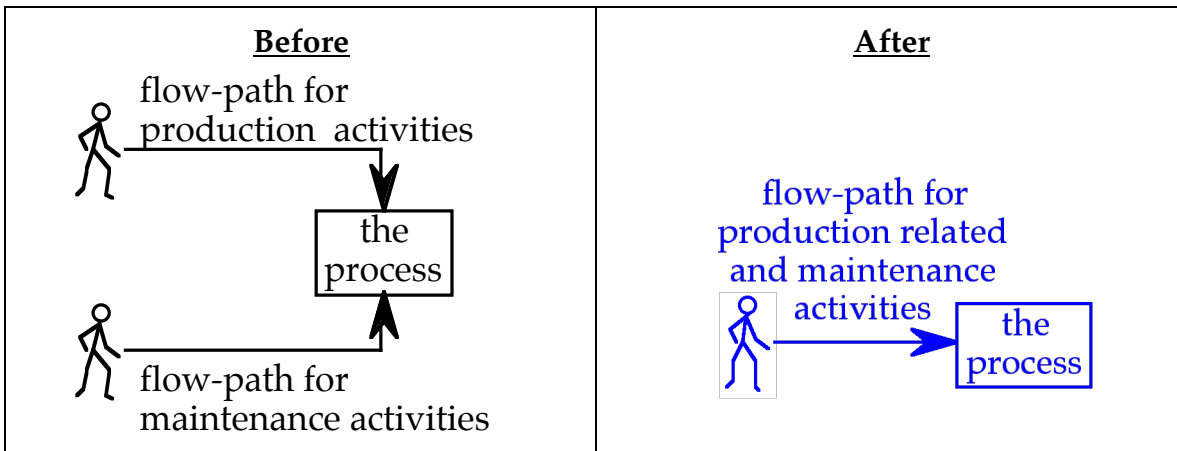 Before
flow-path for
production activities
the
process
flow-path for
maintenance activities
After
flow-path for
production related
and maintenance
activities
the
process